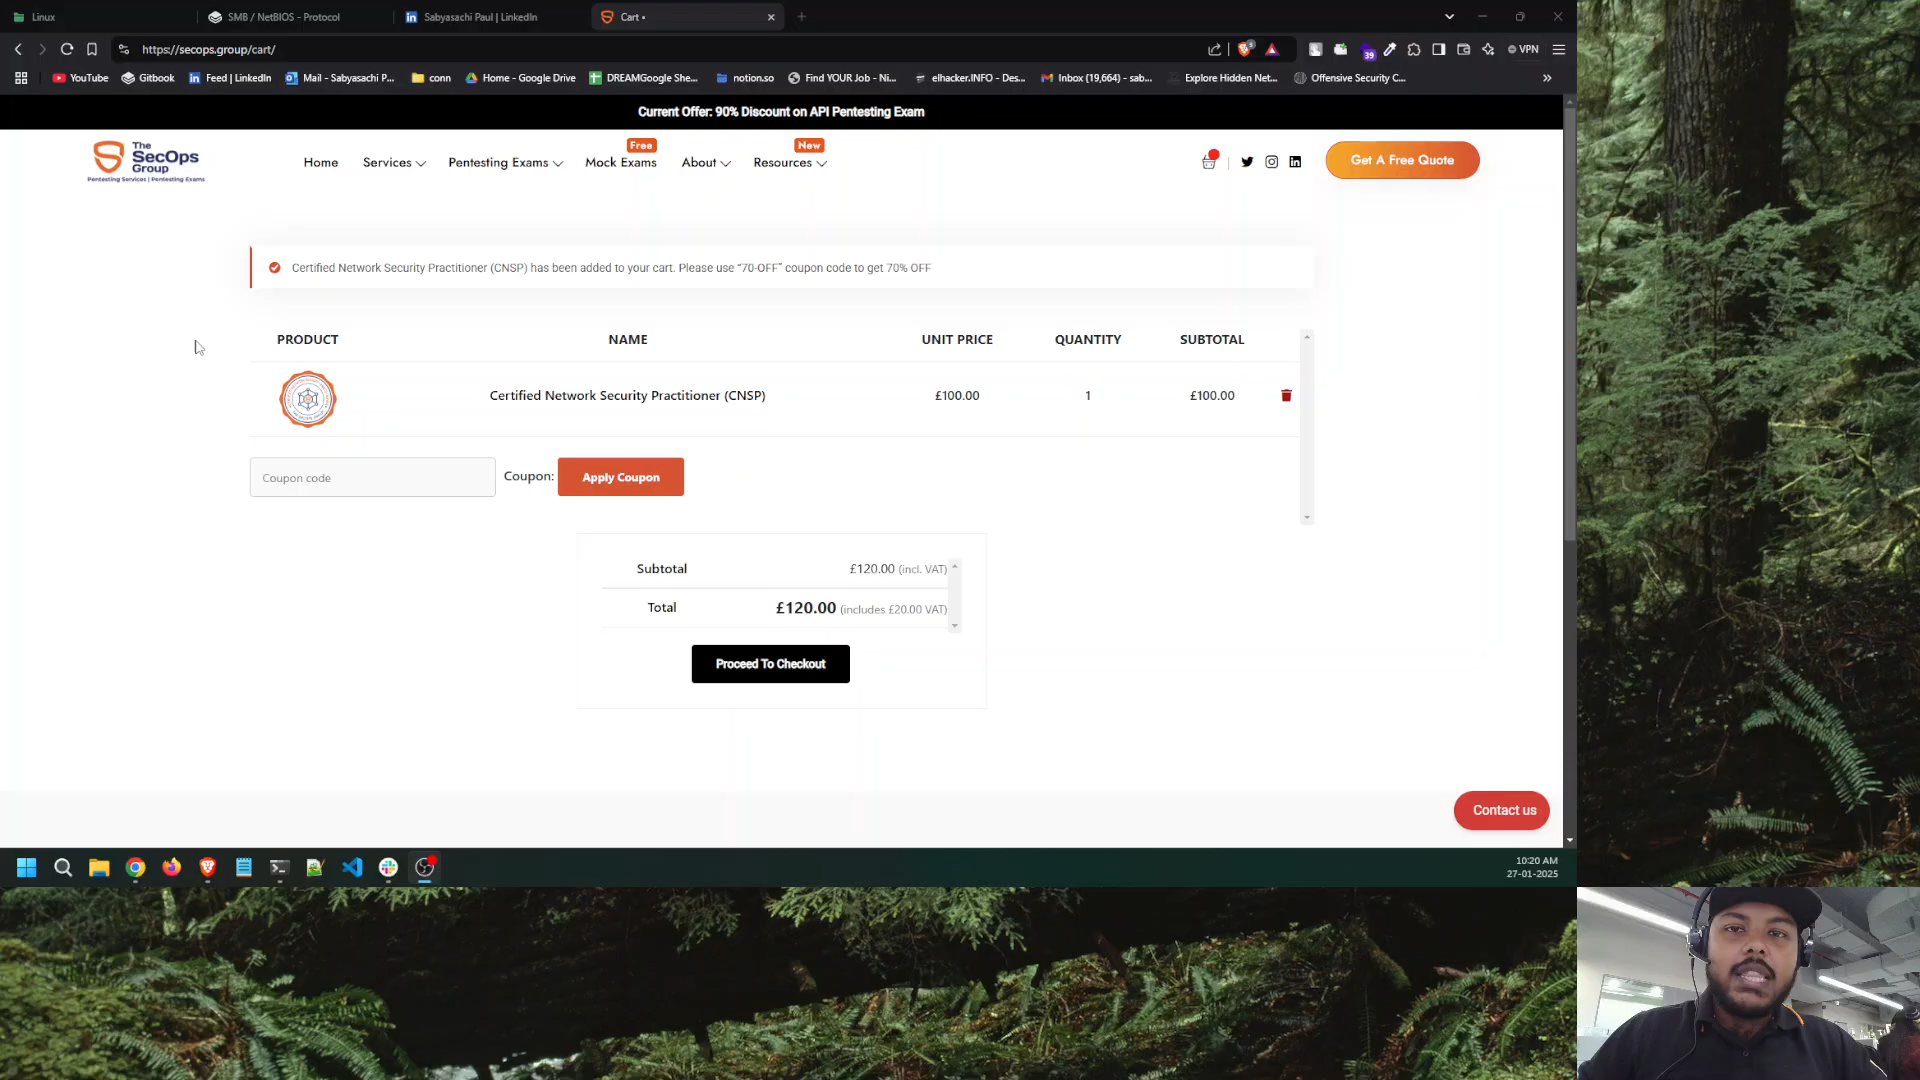 Linux
SMB / NetBIOS - Protocol
Sabyasachi Paul | LinkedIn
Cart •
https://secops.group/cart/
3
39
VPN
YouTube
Gitbook
Feed | LinkedIn
Mail - Sabyasachi P...
conn
Home - Google Drive
DREAMGoogle She...
notion.so
Find YOUR Job - Ni...
elhacker.INFO - Des...
Inbox (19,664) - sab...
Explore Hidden Net...
Offensive Security C...
Current Offer: 90% Discount on API Pentesting Exam
The
SecOps
Group
Pentesting Services | Pentesting Exams
Home
Services
Pentesting Exams
Free
Mock Exams
About
New
Resources
Get A Free Quote
Certified Network Security Practitioner (CNSP) has been added to your cart. Please use “70-OFF” coupon code to get 70% OFF
PRODUCT NAME UNIT PRICE QUANTITY SUBTOTAL
Certified Network Security Practitioner (CNSP) £100.00 1 £100.00
Coupon code Coupon: Apply Coupon
Subtotal £120.00 (incl. VAT)
Total £120.00 (includes £20.00 VAT)
Proceed To Checkout
Contact us
10:20 AM
27-01-2025